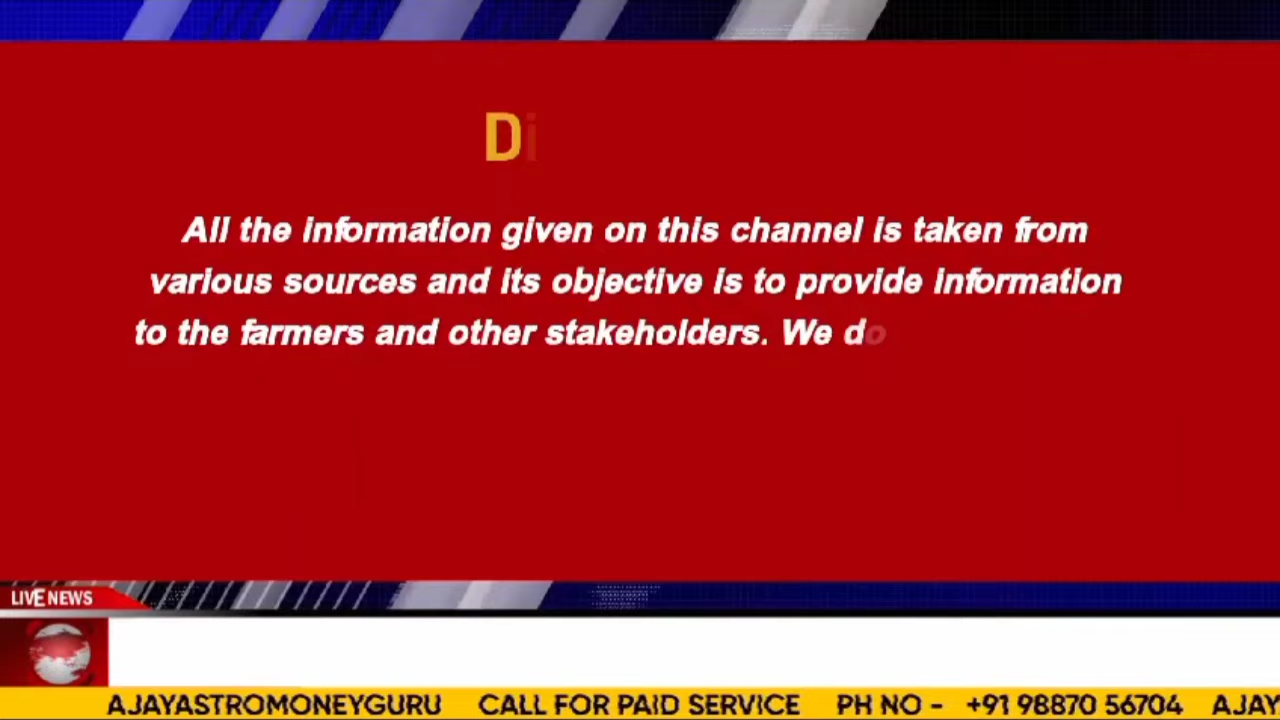 Di
All the information given on this channel is taken from
various sources and its objective is to provide information
to the farmers and other stakeholders. We do
LIVE NEWS
AJAYASTROMONEYGURU CALL FOR PAID SERVICE PH NO - +91 98870 56704 AJAY